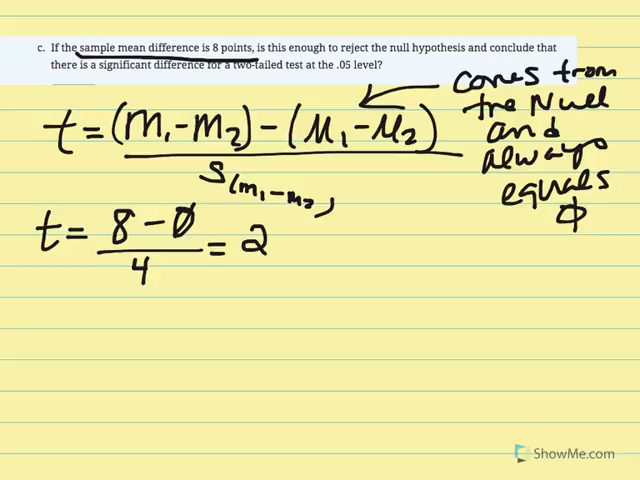 c. If the sample mean difference is 8 points, is this enough to reject the null hypothesis and conclude that
there is a significant difference for a two-tailed test at the .05 level?
comes from
the Null
and
always
equals
0
t = (M₁ - M₂) - (μ₁ - μ₂)
S(M₁ - M₂)
t = 8 - 0
4
= 2
ShowMe.com